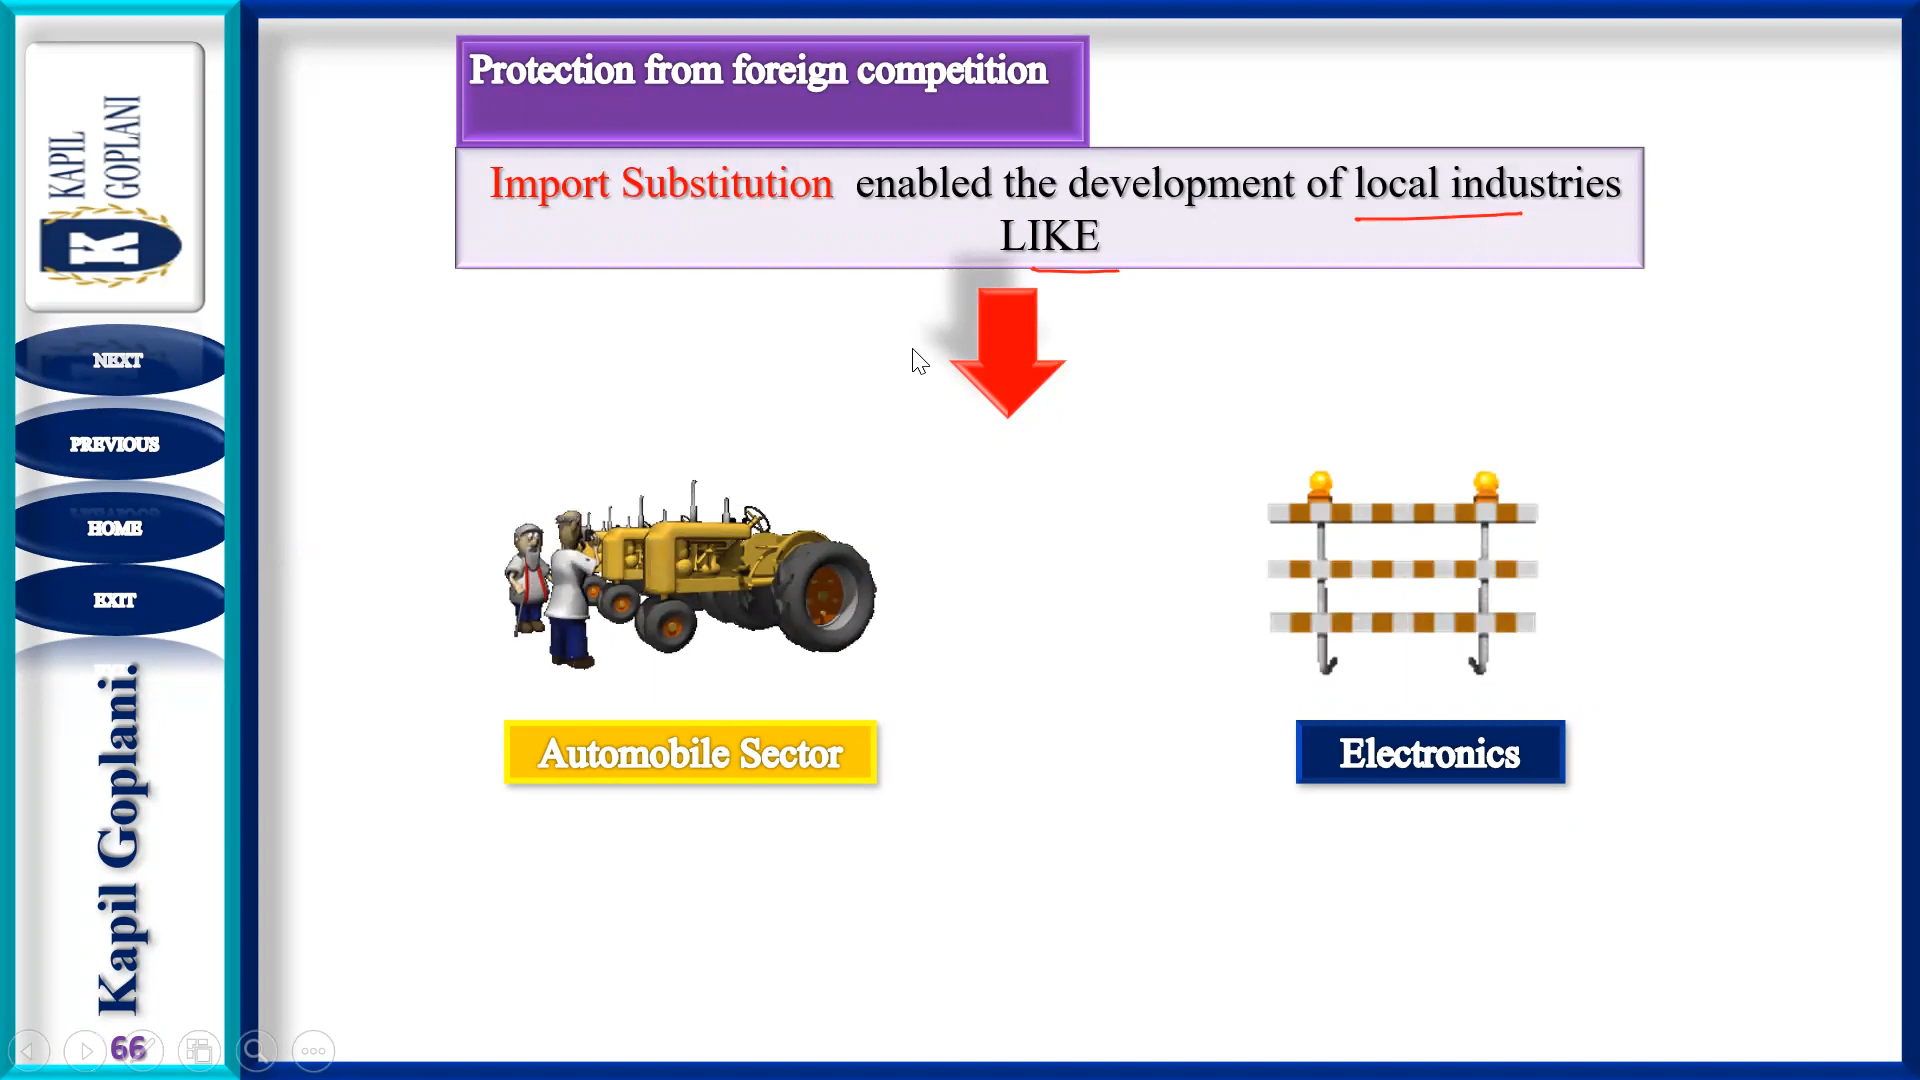 KAPIL
GOPLANI
K
NEXT
PREVIOUS
HOME
EXIT
Kapil Goplani.
66
Protection from foreign competition
Import Substitution enabled the development of local industries
LIKE
Automobile Sector
Electronics